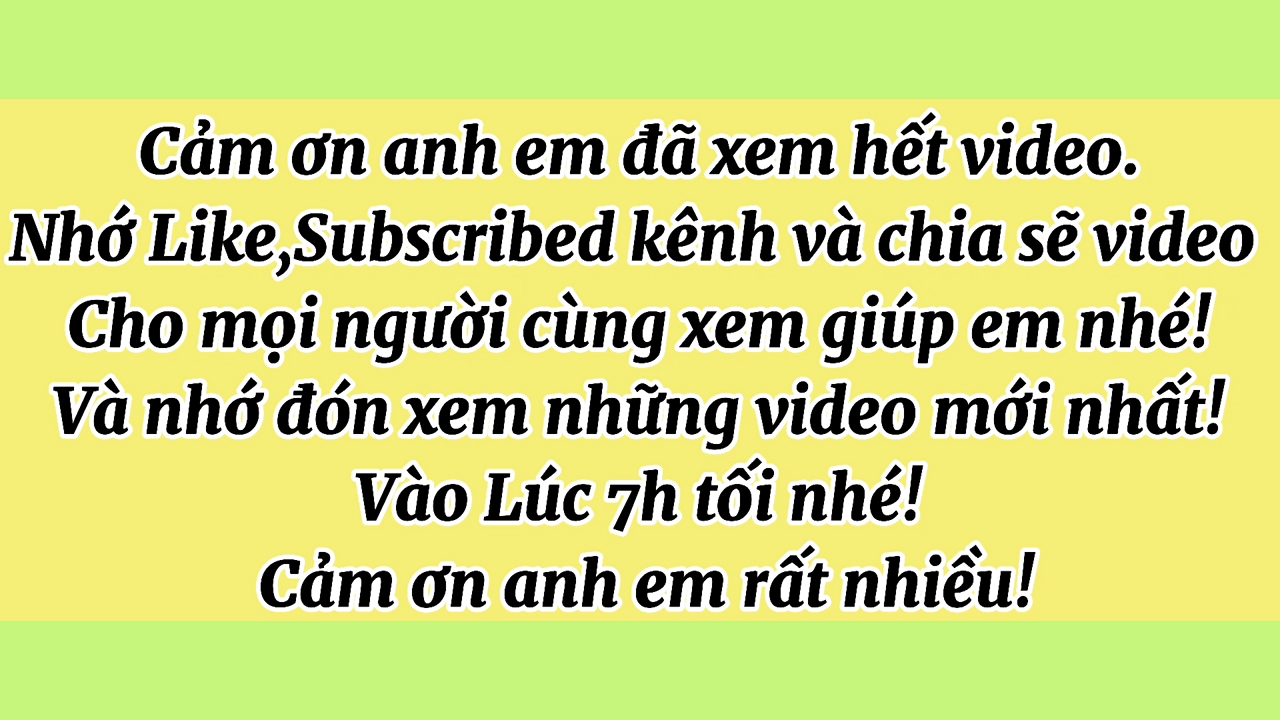 Cảm ơn anh em đã xem hết video.
Nhớ Like,Subscribed kênh và chia sẽ video
Cho mọi người cùng xem giúp em nhé!
Và nhớ đón xem những video mới nhất!
Vào Lúc 7h tối nhé!
Cảm ơn anh em rất nhiều!